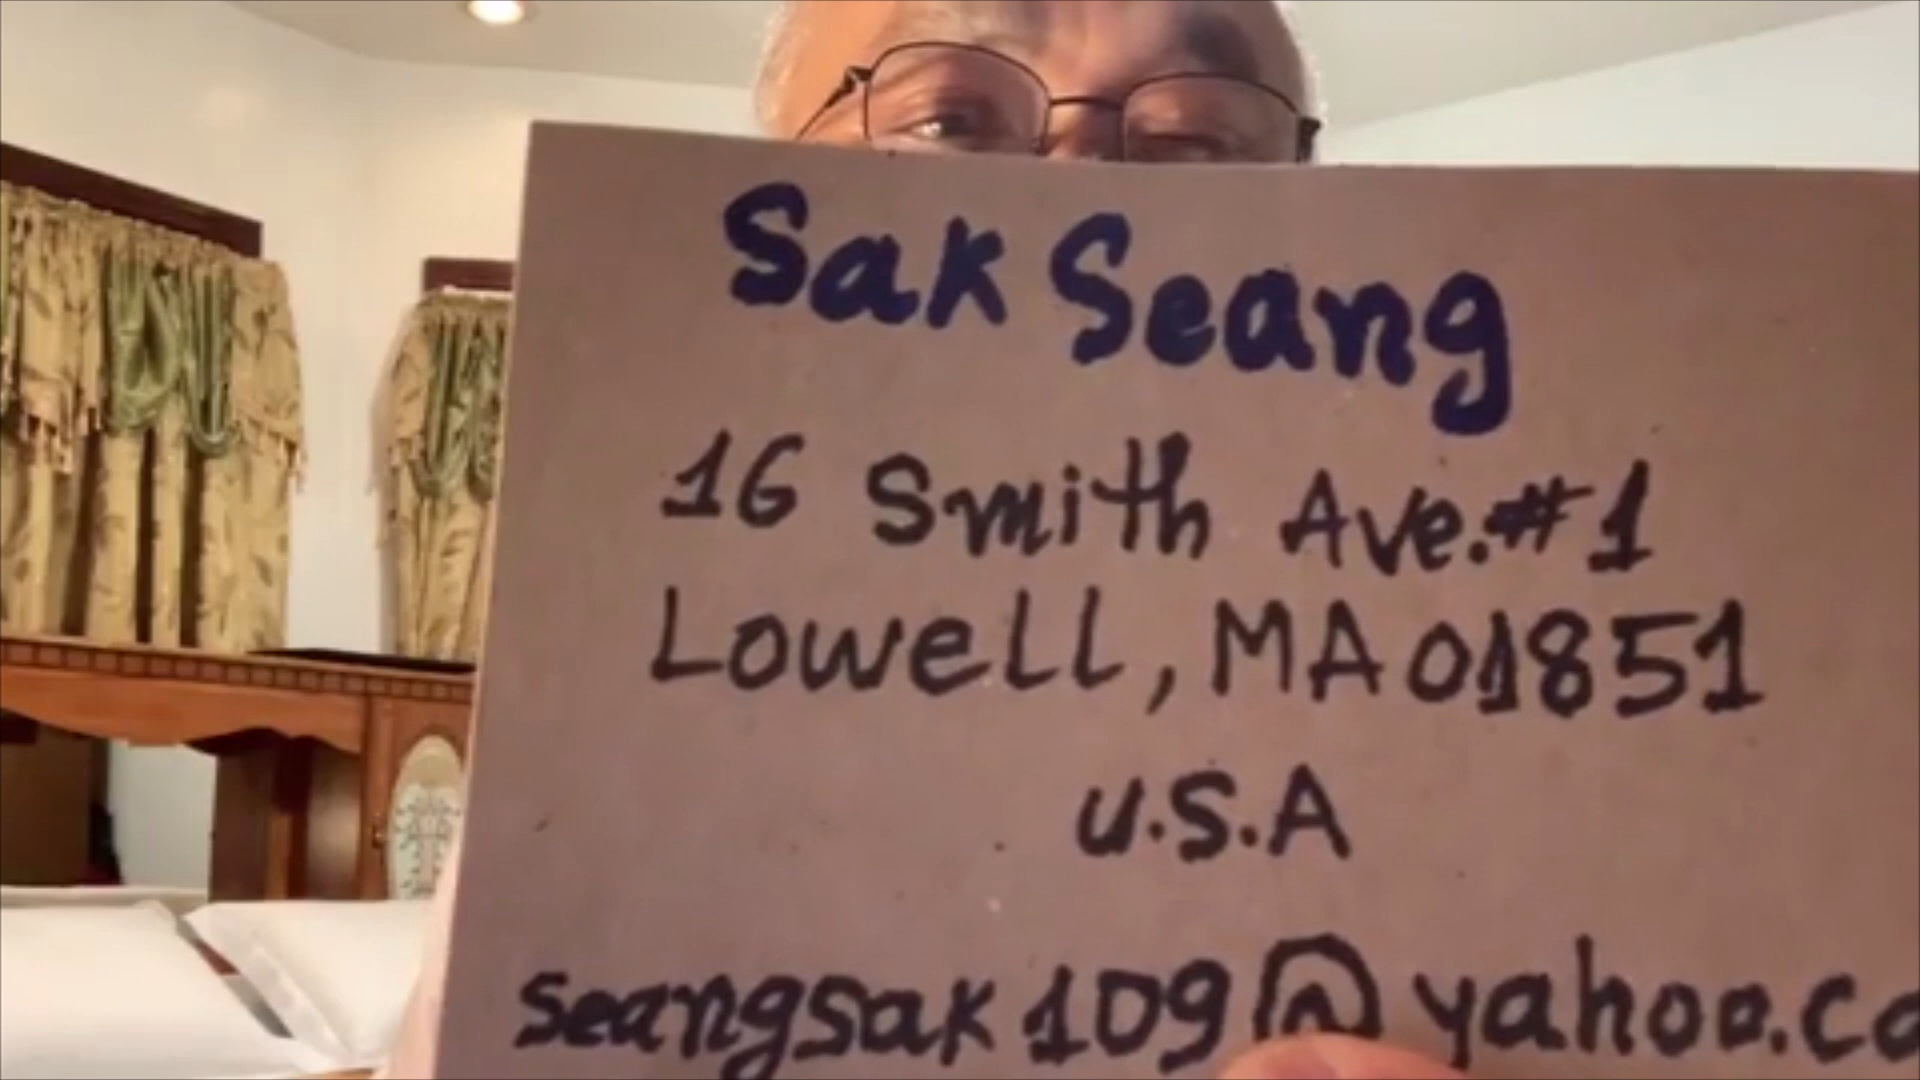 Sak Seang
16 Smith Ave.#1
Lowell, MA 01851
U.S.A
seangsak109@yahoo.co